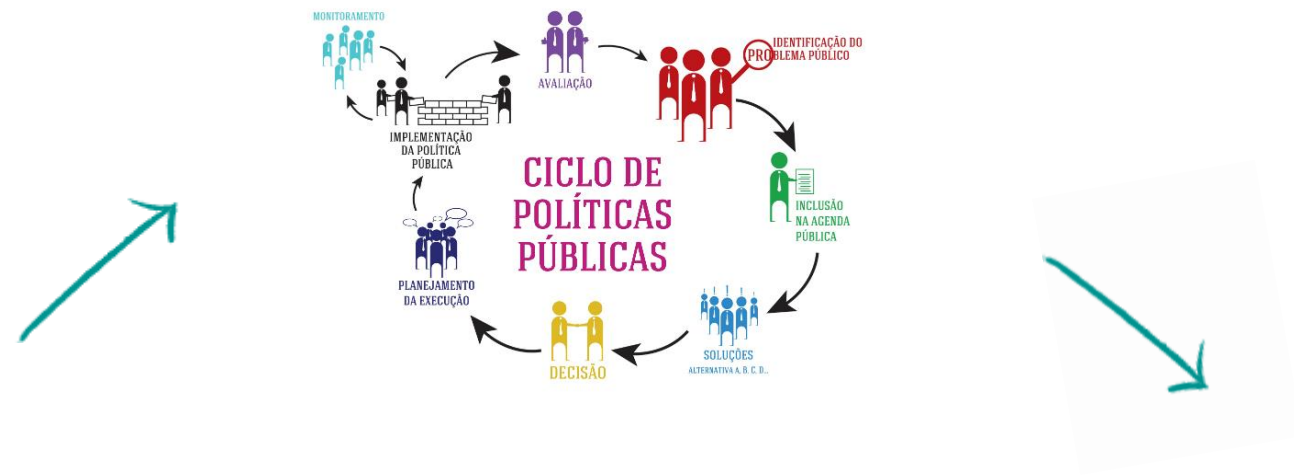 MONITORAMENTO
AVALIAÇÃO
IDENTIFICAÇÃO DO
PROBLEMA PÚBLICO
IMPLEMENTAÇÃO
DA POLÍTICA
PÚBLICA
CICLO DE
POLÍTICAS
PÚBLICAS
INCLUSÃO
NA AGENDA
PÚBLICA
PLANEJAMENTO
DA EXECUÇÃO
DECISÃO
SOLUÇÕES
ALTERNATIVA A, B, C, D..